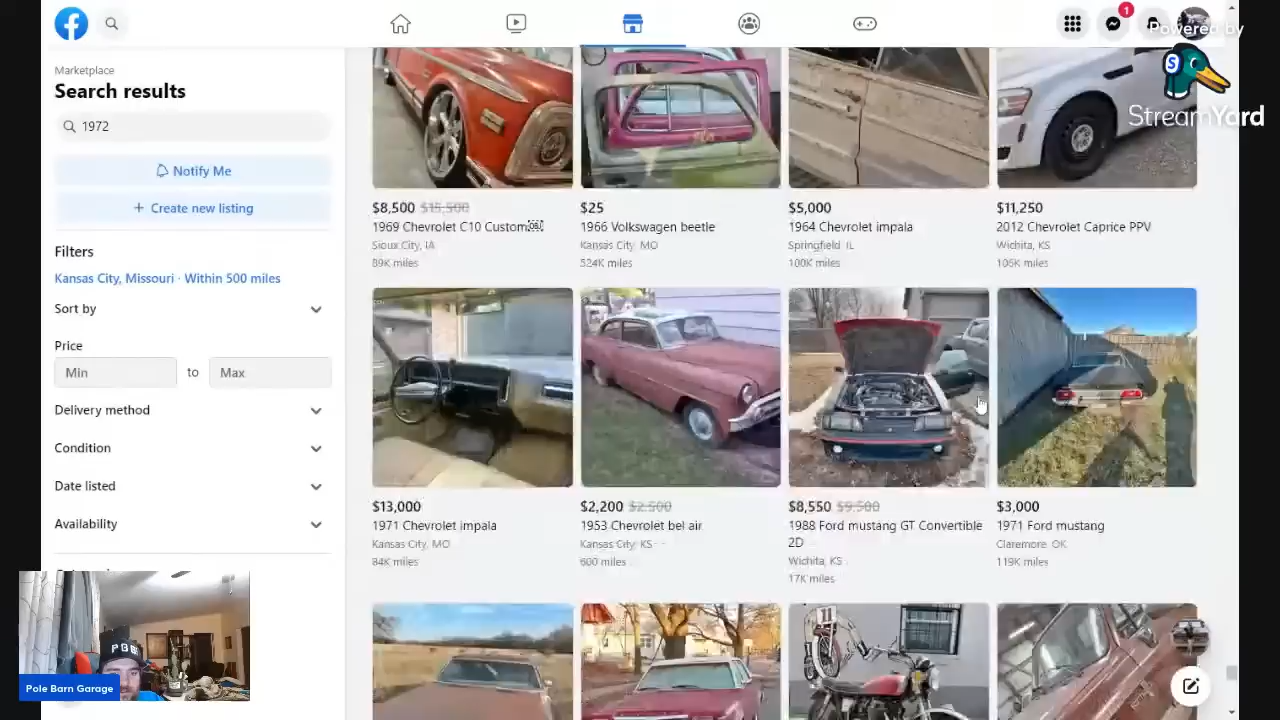 1
Powered by
StreamYard
Marketplace
Search results
1972
Notify Me
+ Create new listing
Filters
Kansas City, Missouri · Within 500 miles
Sort by
Price
Min
to
Max
Delivery method
Condition
Date listed
Availability
$8,500 $15,500
1969 Chevrolet C10 Custom
Sioux City, IA
89K miles
$25
1966 Volkswagen beetle
Kansas City, MO
524K miles
$5,000
1964 Chevrolet impala
Springfield, IL
100K miles
$11,250
2012 Chevrolet Caprice PPV
Wichita, KS
106K miles
$13,000
1971 Chevrolet impala
Kansas City, MO
84K miles
$2,200 $2,500
1953 Chevrolet bel air
Kansas City, KS
600 miles
$8,550 $9,500
1988 Ford mustang GT Convertible
2D
Wichita, KS
17K miles
$3,000
1971 Ford mustang
Claremore, OK
119K miles
Pole Barn Garage